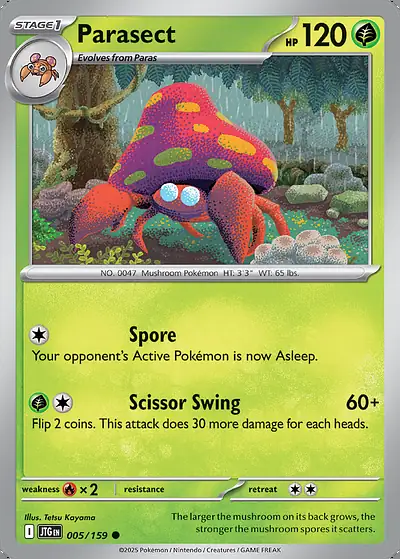 STAGE1
Parasect
HP 120
Evolves from Paras
NO. 0047 Mushroom Pokémon HT: 3'3" WT: 65 lbs.
Spore
Your opponent's Active Pokémon is now Asleep.
Scissor Swing 60+
Flip 2 coins. This attack does 30 more damage for each heads.
weakness × 2 resistance retreat
Illus. Tetsu Kayama
I JTG EN 005/159
The larger the mushroom on its back grows, the
stronger the mushroom spores it scatters.
©2025 Pokémon / Nintendo / Creatures / GAME FREAK